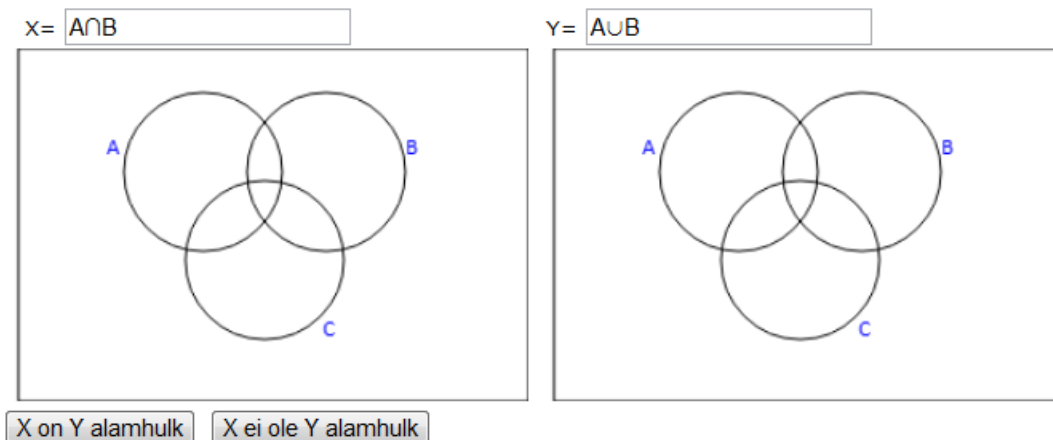 X= A∩B Y= A∪B
A B A B
C C
X on Y alamhulk X ei ole Y alamhulk